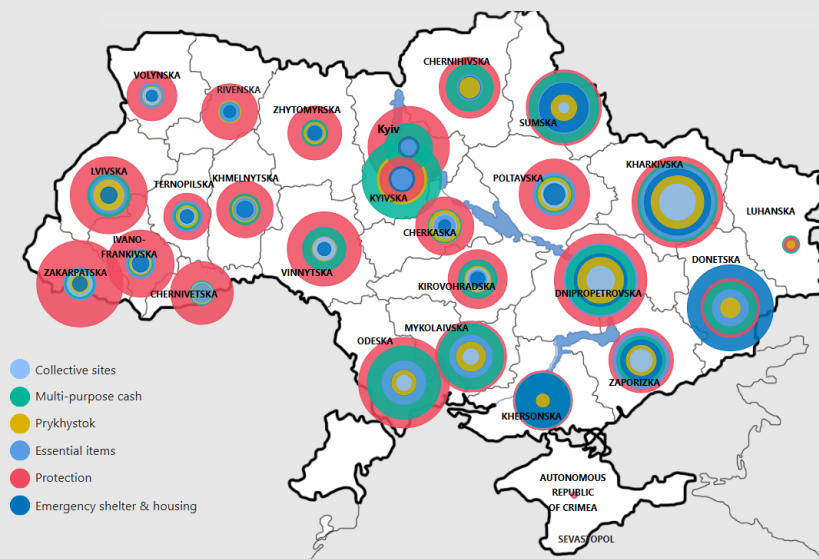 CHERNIHIVSKA
VOLYNSKA
RIVENSKA
ZHYTOMYRSKA
SUMSKA
Kyiv
KHARKIVSKA
LVIVSKA
TERNOPILSKA
KHMELNYTSKA
POLTAVSKA
KYIVSKA
LUHANSKA
CHERKASKA
IVANO-
FRANKIVSKA
DONETSKA
ZAKARPATSKA
VINNYTSKA
KIROVOHRADSKA
CHERNIVETSKA
DNIPROPETROVSKA
MYKOLAIVSKA
ODESKA
ZAPORIZKA
KHERSONSKA
Collective sites
Multi-purpose cash
Prykhystok
Essential items
Protection
Emergency shelter & housing
AUTONOMOUS
REPUBLIC
OF CRIMEA
SEVASTOPOL